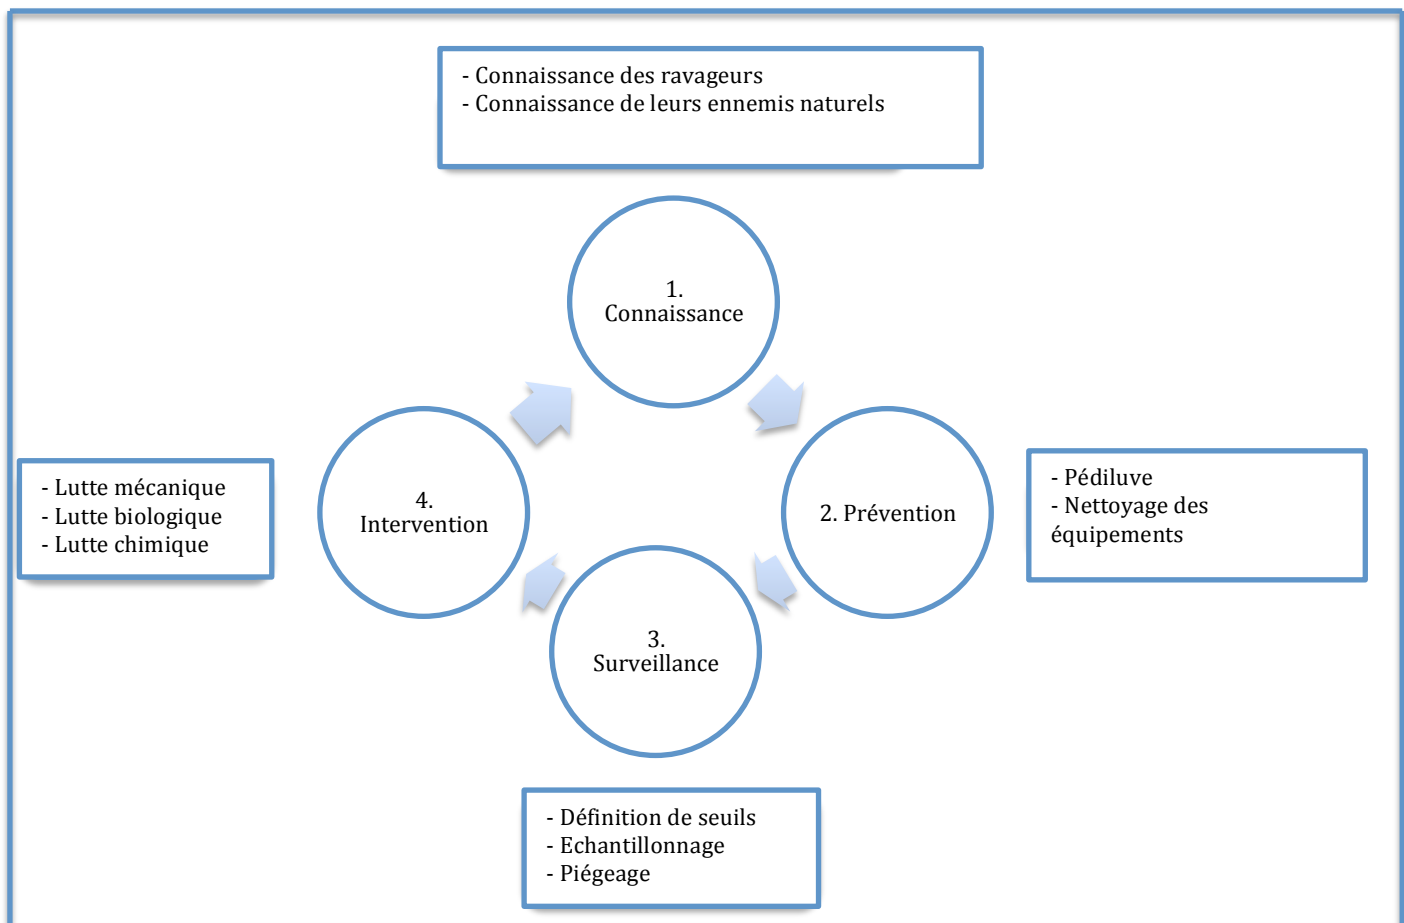 - Connaissance des ravageurs
- Connaissance de leurs ennemis naturels
1.
Connaissance
- Lutte mécanique
- Lutte biologique
- Lutte chimique
4.
Intervention
2. Prévention
- Pédiluve
- Nettoyage des
équipements
3.
Surveillance
- Définition de seuils
- Echantillonnage
- Piégeage